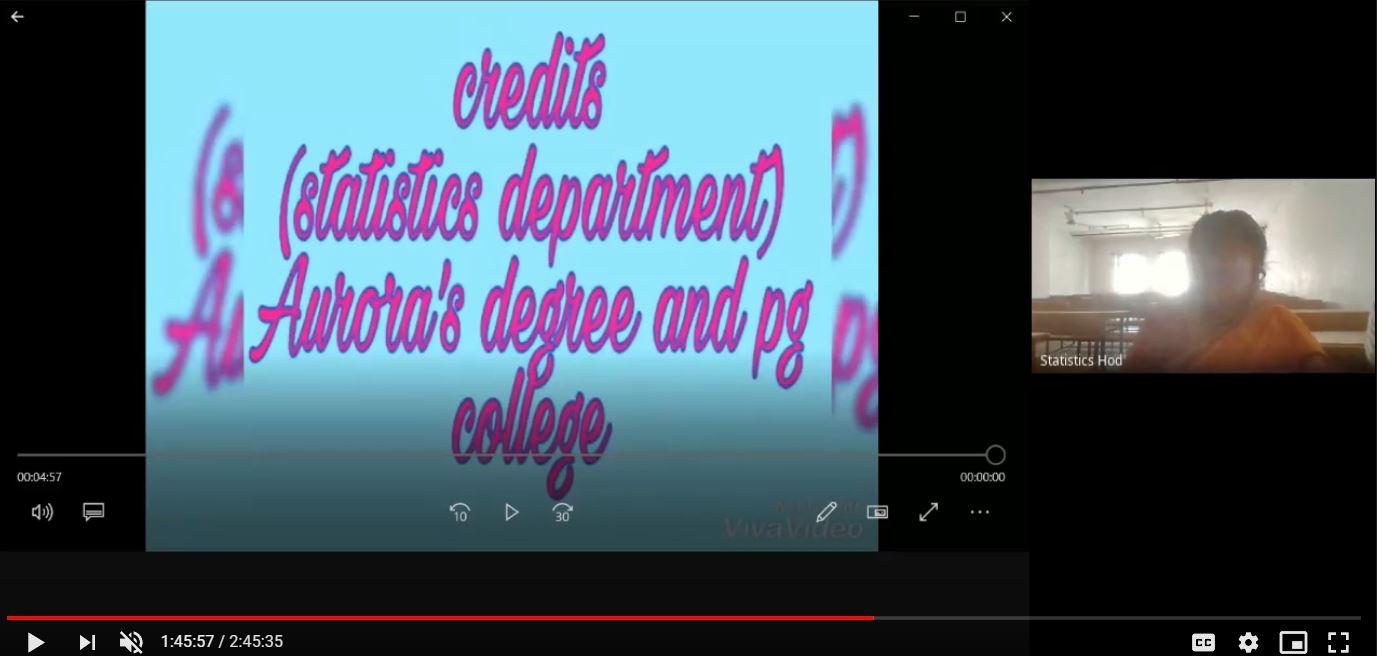 credits
(statistics department)
Aurora's degree and pg
college
00:04:57
00:00:00
10
30
VivaVideo
Statistics Hod
1:45:57 / 2:45:35
CC